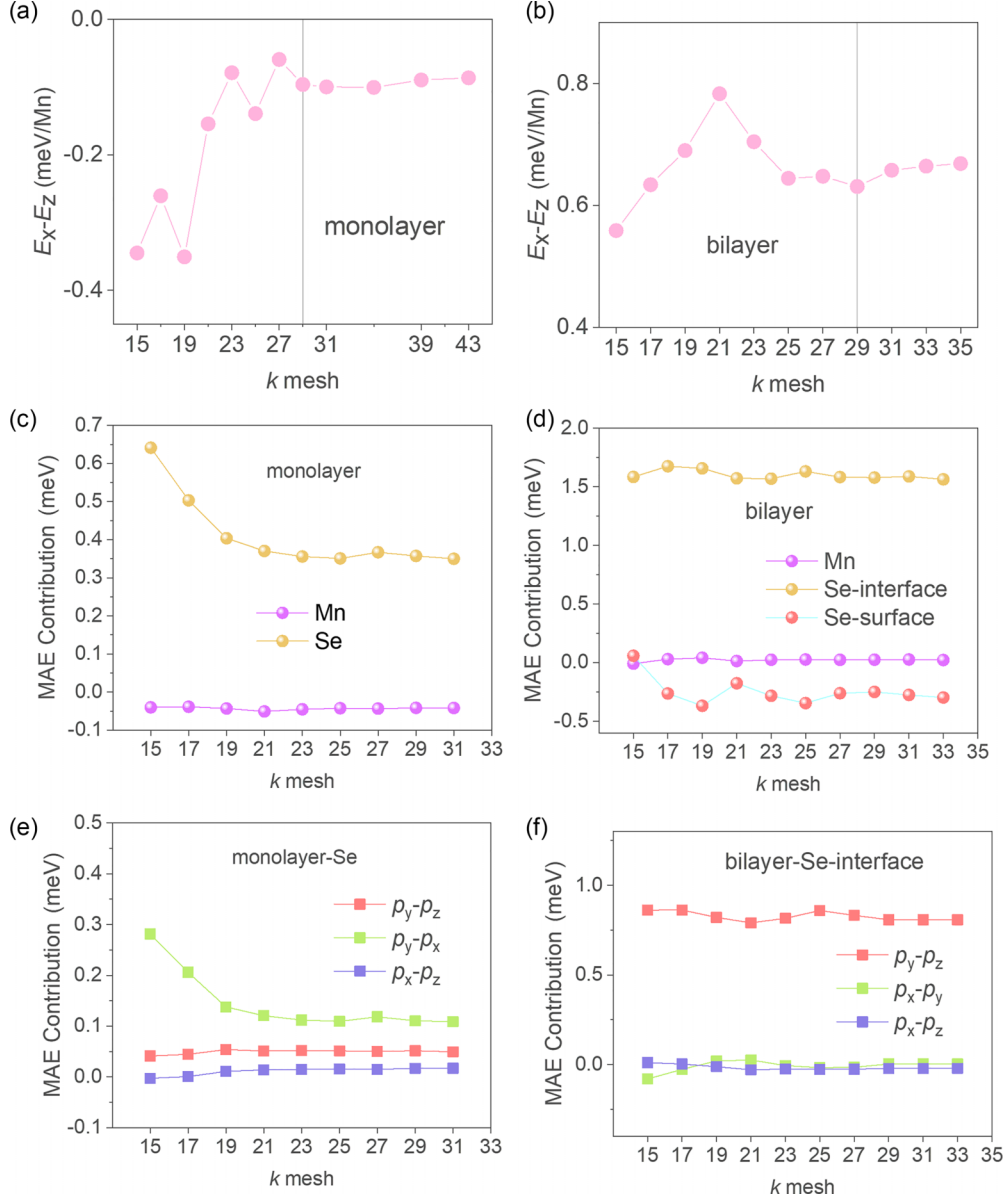 (a)
0.0
-0.2
-0.4
Ex-Ez (meV/Mn)
monolayer
15 19 23 27 31 39 43
k mesh
(b)
0.8
0.6
0.4
Ex-Ez (meV/Mn)
bilayer
15 17 19 21 23 25 27 29 31 33 35
k mesh
(c)
0.7
0.6
0.5
0.4
0.3
0.2
0.1
0.0
-0.1
MAE Contribution (meV)
monolayer
Mn
Se
15 17 19 21 23 25 27 29 31 33
k mesh
(d)
2.0
1.5
1.0
0.5
0.0
-0.5
MAE Contribution (meV)
bilayer
Mn
Se-interface
Se-surface
15 17 19 21 23 25 27 29 31 33 35
k mesh
(e)
0.5
0.4
0.3
0.2
0.1
0.0
-0.1
MAE Contribution (meV)
monolayer-Se
py-pz
py-px
px-pz
15 17 19 21 23 25 27 29 31 33
k mesh
(f)
1.0
0.5
0.0
MAE Contribution (meV)
bilayer-Se-interface
py-pz
px-py
px-pz
15 17 19 21 23 25 27 29 31 33 35
k mesh